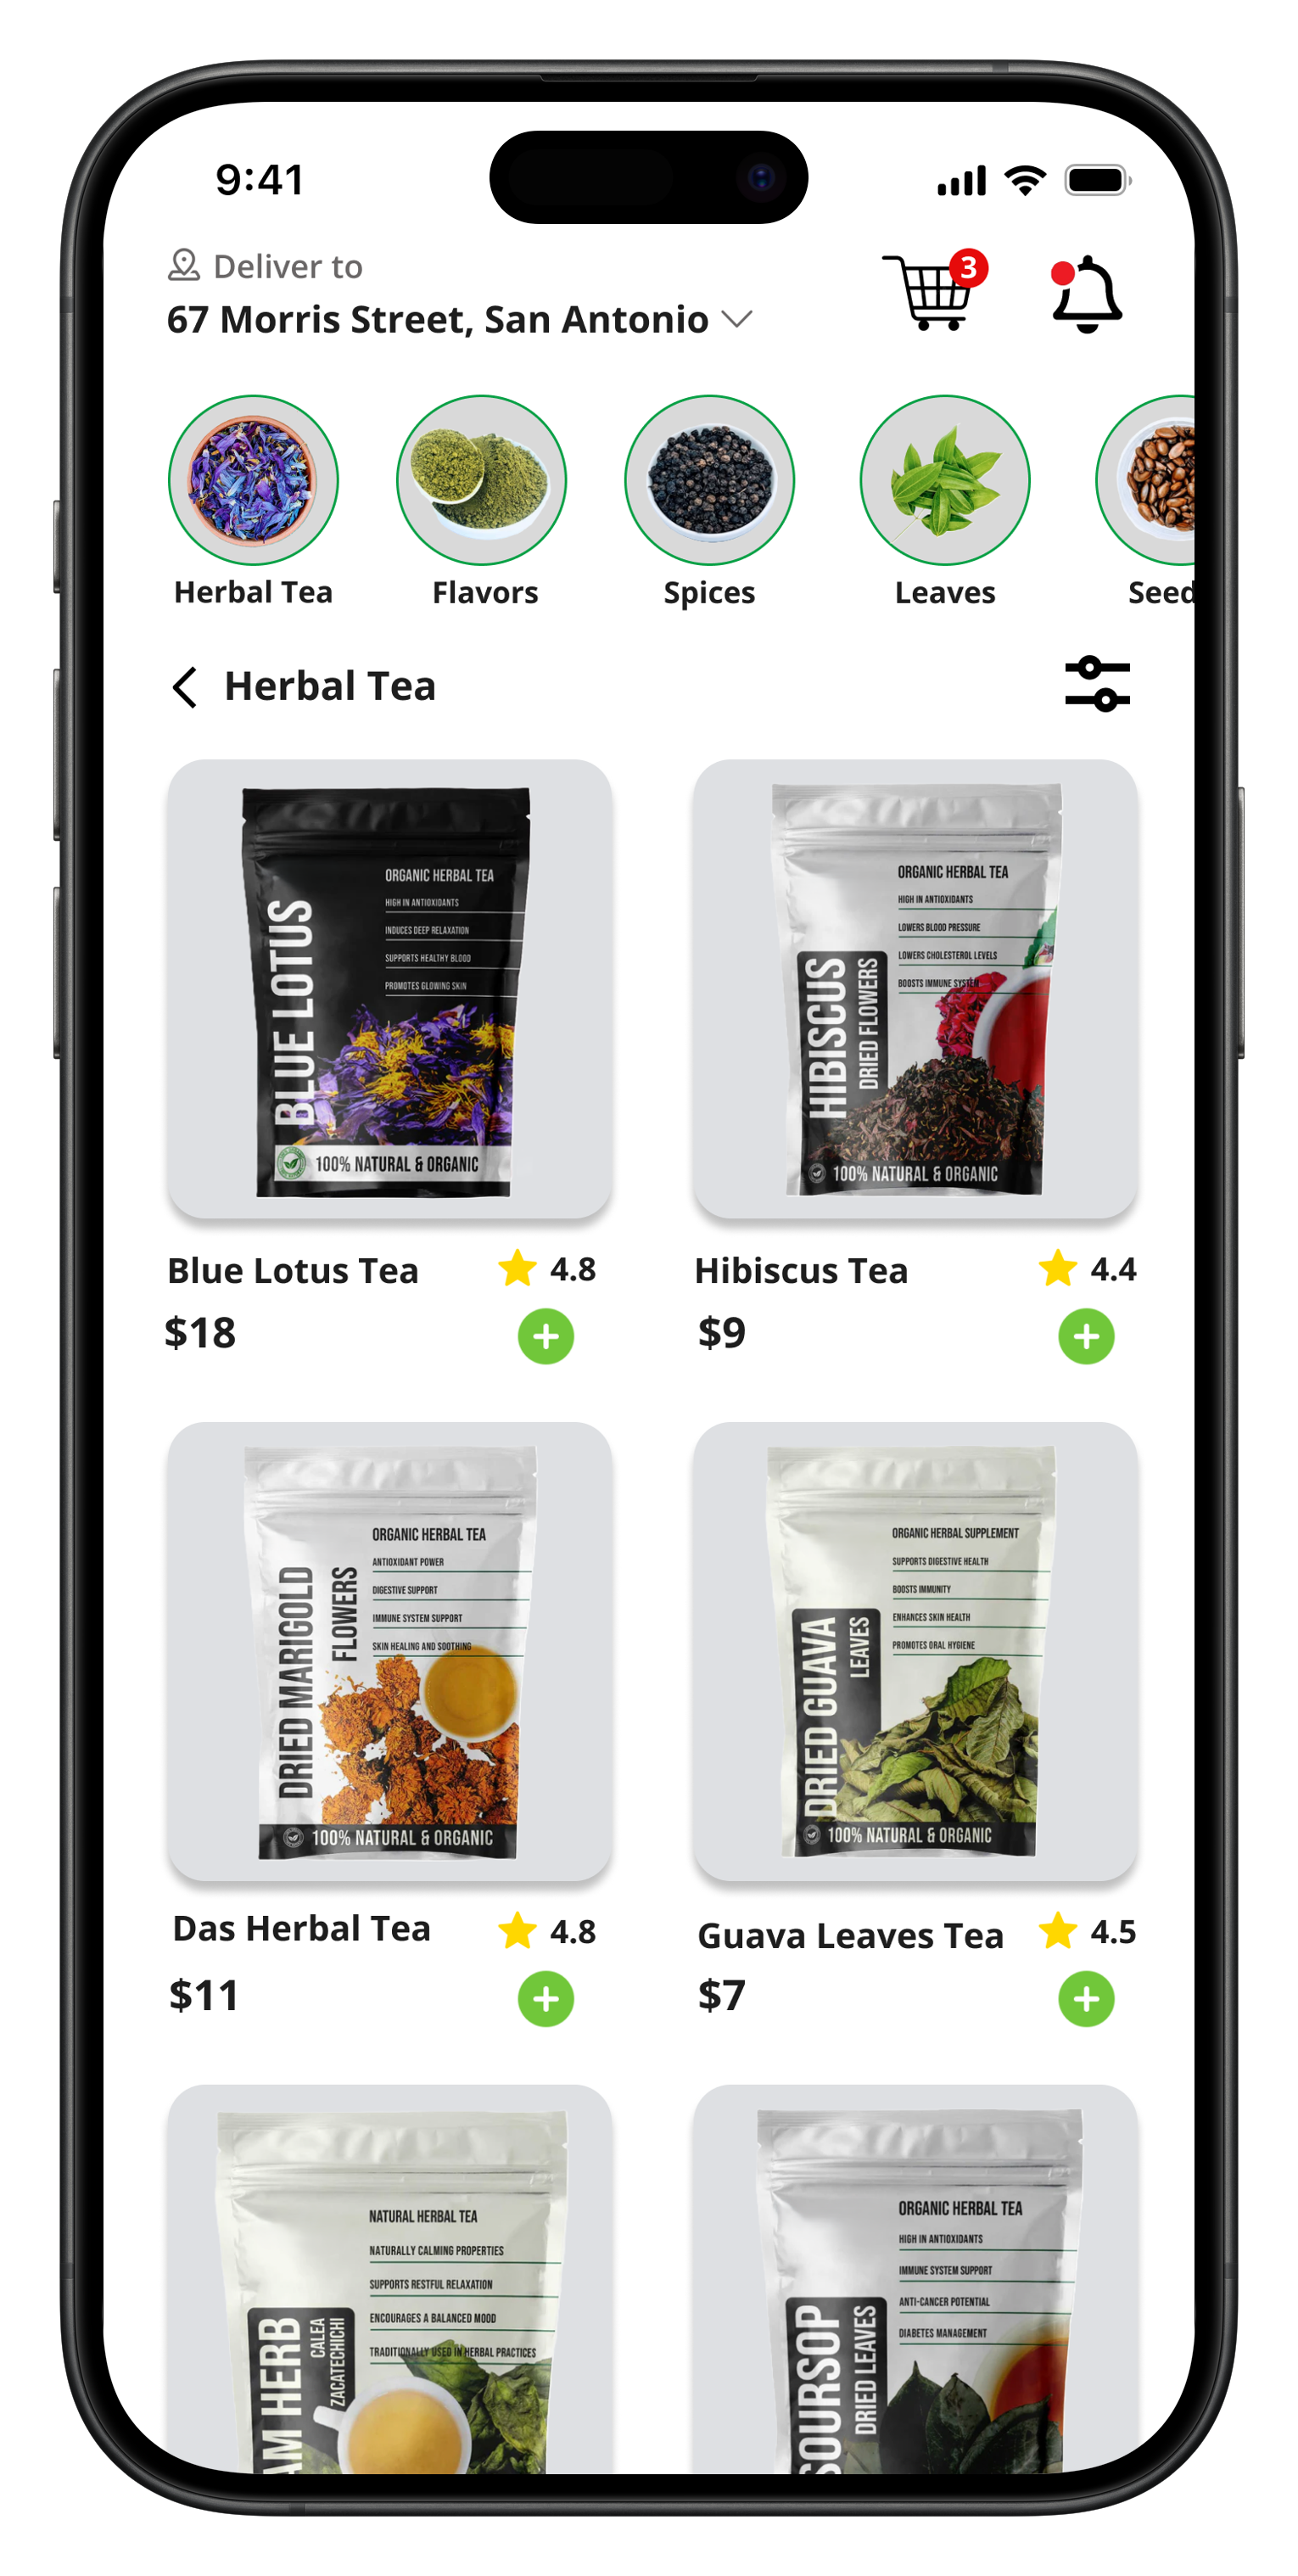 9:41
Deliver to
3
67 Morris Street, San Antonio
Herbal Tea
Flavors
Spices
Leaves
Seed
Herbal Tea
ORGANIC HERBAL TEA
HIGH IN ANTIOXIDANTS
INDUCES DEEP RELAXATION
SUPPORTS HEALTHY BLOOD
PROMOTES GLOWING SKIN
BLUE LOTUS
100% NATURAL & ORGANIC
ORGANIC HERBAL TEA
HIGH IN ANTIOXIDANTS
LOWERS BLOOD PRESSURE
LOWERS CHOLESTEROL LEVELS
BOOSTS IMMUNE SYSTEM
HIBISCUS
DRIED FLOWERS
100% NATURAL & ORGANIC
Blue Lotus Tea
4.8
$18
Hibiscus Tea
4.4
$9
ORGANIC HERBAL TEA
ANTIOXIDANT POWER
DIGESTIVE SUPPORT
IMMUNE SYSTEM SUPPORT
SKIN HEALING AND SOOTHING
DRIED MARIGOLD
FLOWERS
100% NATURAL & ORGANIC
ORGANIC HERBAL SUPPLEMENT
SUPPORTS DIGESTIVE HEALTH
BOOSTS IMMUNITY
ENHANCES SKIN HEALTH
PROMOTES ORAL HYGIENE
DRIED GUAVA
LEAVES
100% NATURAL & ORGANIC
Das Herbal Tea
4.8
$11
Guava Leaves Tea
4.5
$7
NATURAL HERBAL TEA
NATURALLY CALMING PROPERTIES
SUPPORTS RESTFUL RELAXATION
ENCOURAGES A BALANCED MOOD
TRADITIONALLY USED IN HERBAL PRACTICES
AM HERB
CALEA
ZACATECHICHI
ORGANIC HERBAL TEA
HIGH IN ANTIOXIDANTS
IMMUNE SYSTEM SUPPORT
ANTI-CANCER POTENTIAL
DIABETES MANAGEMENT
SOURSOP
DRIED LEAVES